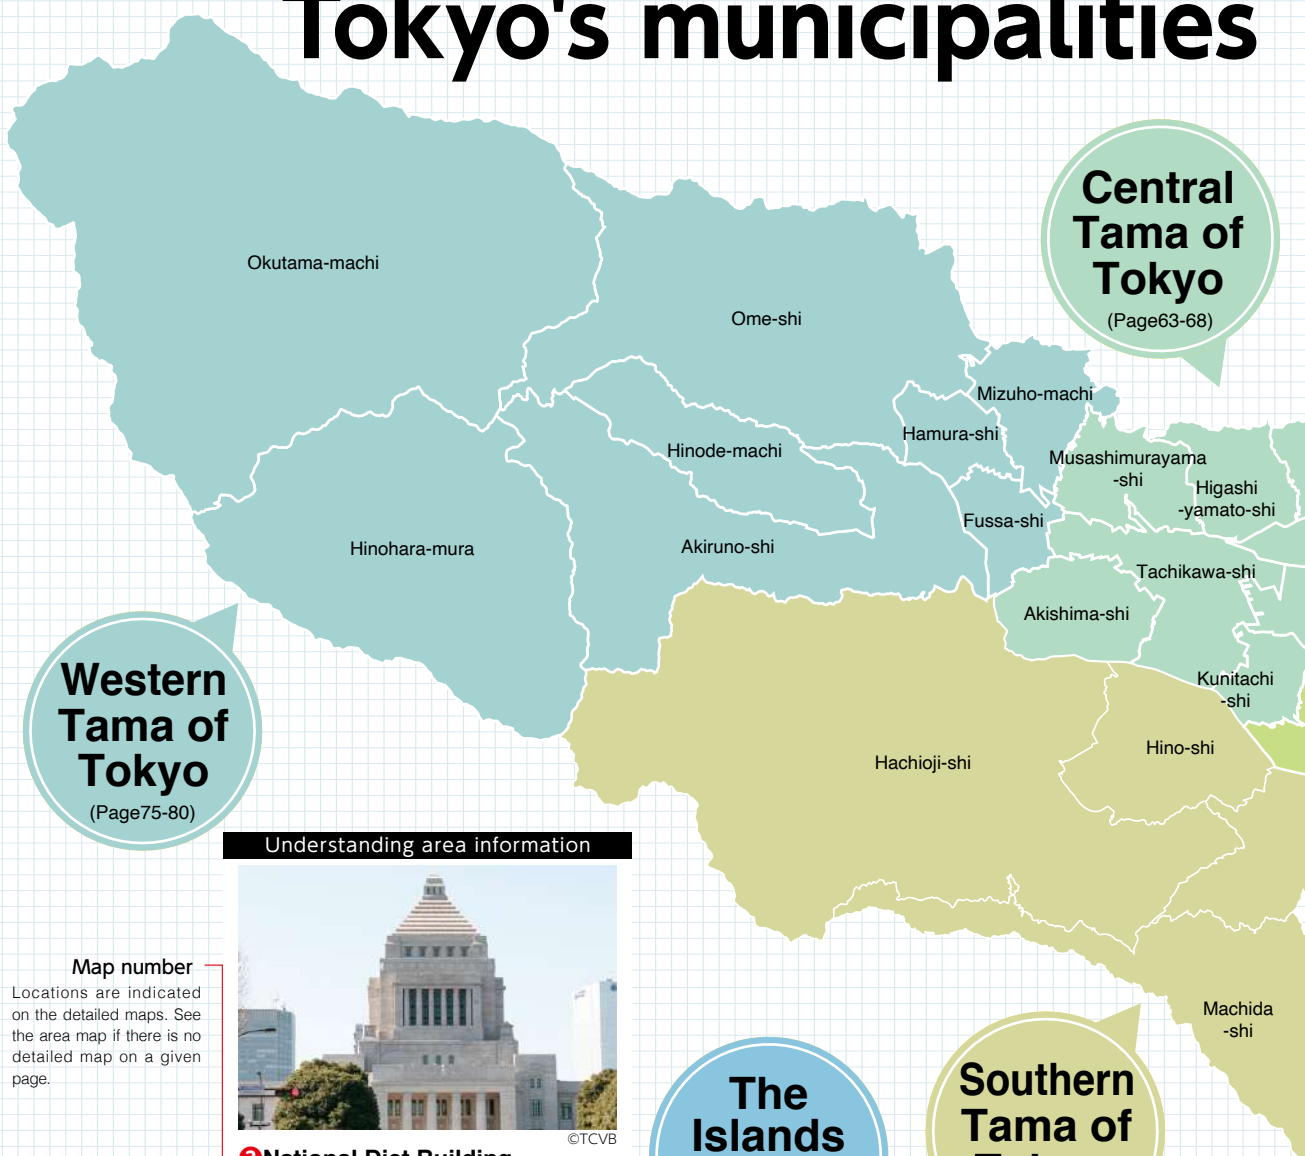 Tokyo's municipalities
Central
Tama of
Tokyo
(Page63-68)
Okutama-machi
Ome-shi
Mizuho-machi
Hamura-shi
Hinode-machi
Musashimurayama
-shi
Higashi
-yamato-shi
Fussa-shi
Hinohara-mura
Akiruno-shi
Tachikawa-shi
Akishima-shi
Kunitachi
-shi
Western
Tama of
Tokyo
(Page75-80)
Hino-shi
Hachioji-shi
Understanding area information
Map number
Locations are indicated
on the detailed maps. See
the area map if there is no
detailed map on a given
page.
©TCVB
National Diet Building
Machida
-shi
The
Islands
Southern
Tama of